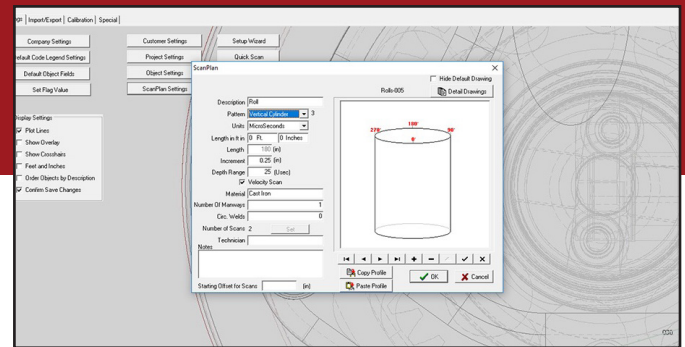 ngs | Import/Export | Calibration | Special |
Company Settings
Customer Settings
Setup Wizard
Default Code Legend Settings
Project Settings
Quick Scan
Default Object Fields
Object Settings
Set Flag Value
ScanPlan Settings
Display Settings
Plot Lines
Show Overlay
Show Crosshairs
Feet and Inches
Order Objects by Description
Confirm Save Changes
ScanPlan
Hide Default Drawing
Rolls-005
Detail Drawings
Description Roll
Pattern Vertical Cylinder 3
Units MicroSeconds
Length in ft in 0 Ft. 0 Inches
Length 180 (in)
Increment 0.25 (in)
Depth Range 25 (Usec)
Velocity Scan
Material Cast Iron
Number Of Manways 1
Circ. Welds 0
Number of Scans 2 Set
Technician
Notes
Starting Offset for Scans (in)
180'
270'
90'
0'
Copy Profile
Paste Profile
OK
Cancel